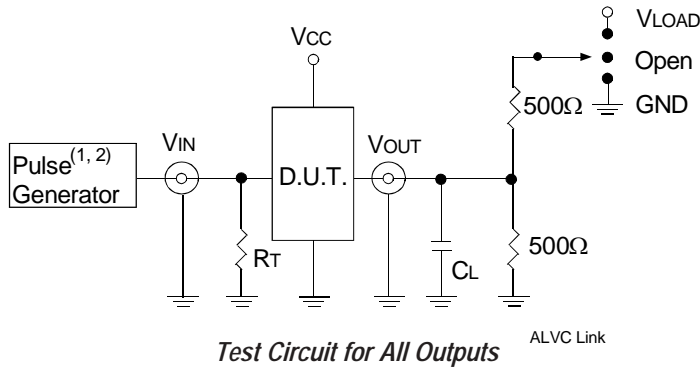 VLOAD
VCC
Open
500Ω
GND
VIN
VOUT
Pulse(1, 2)
Generator
D.U.T.
500Ω
RT
CL
ALVC Link
Test Circuit for All Outputs